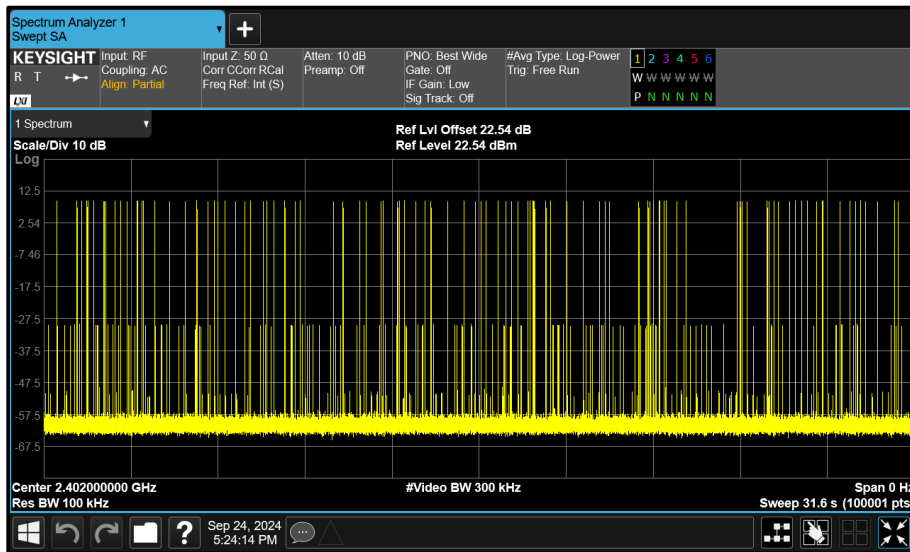 Spectrum Analyzer 1
Swept SA
KEYSIGHT
R T
LXI
Input: RF
Coupling: AC
Align: Partial
Input Z: 50 Ω
Corr CCorr RCal
Freq Ref: Int (S)
Atten: 10 dB
Preamp: Off
PNO: Best Wide
Gate: Off
IF Gain: Low
Sig Track: Off
#Avg Type: Log-Power
Trig: Free Run
1 2 3 4 5 6
W W W W W W
P N N N N N
1 Spectrum
Scale/Div 10 dB
Log
Ref Lvl Offset 22.54 dB
Ref Level 22.54 dBm
12.5
2.54
-7.46
-17.5
-27.5
-37.5
-47.5
-57.5
-67.5
Center 2.402000000 GHz
Res BW 100 kHz
#Video BW 300 kHz
Span 0 Hz
Sweep 31.6 s (100001 pts
?
Sep 24, 2024
5:24:14 PM